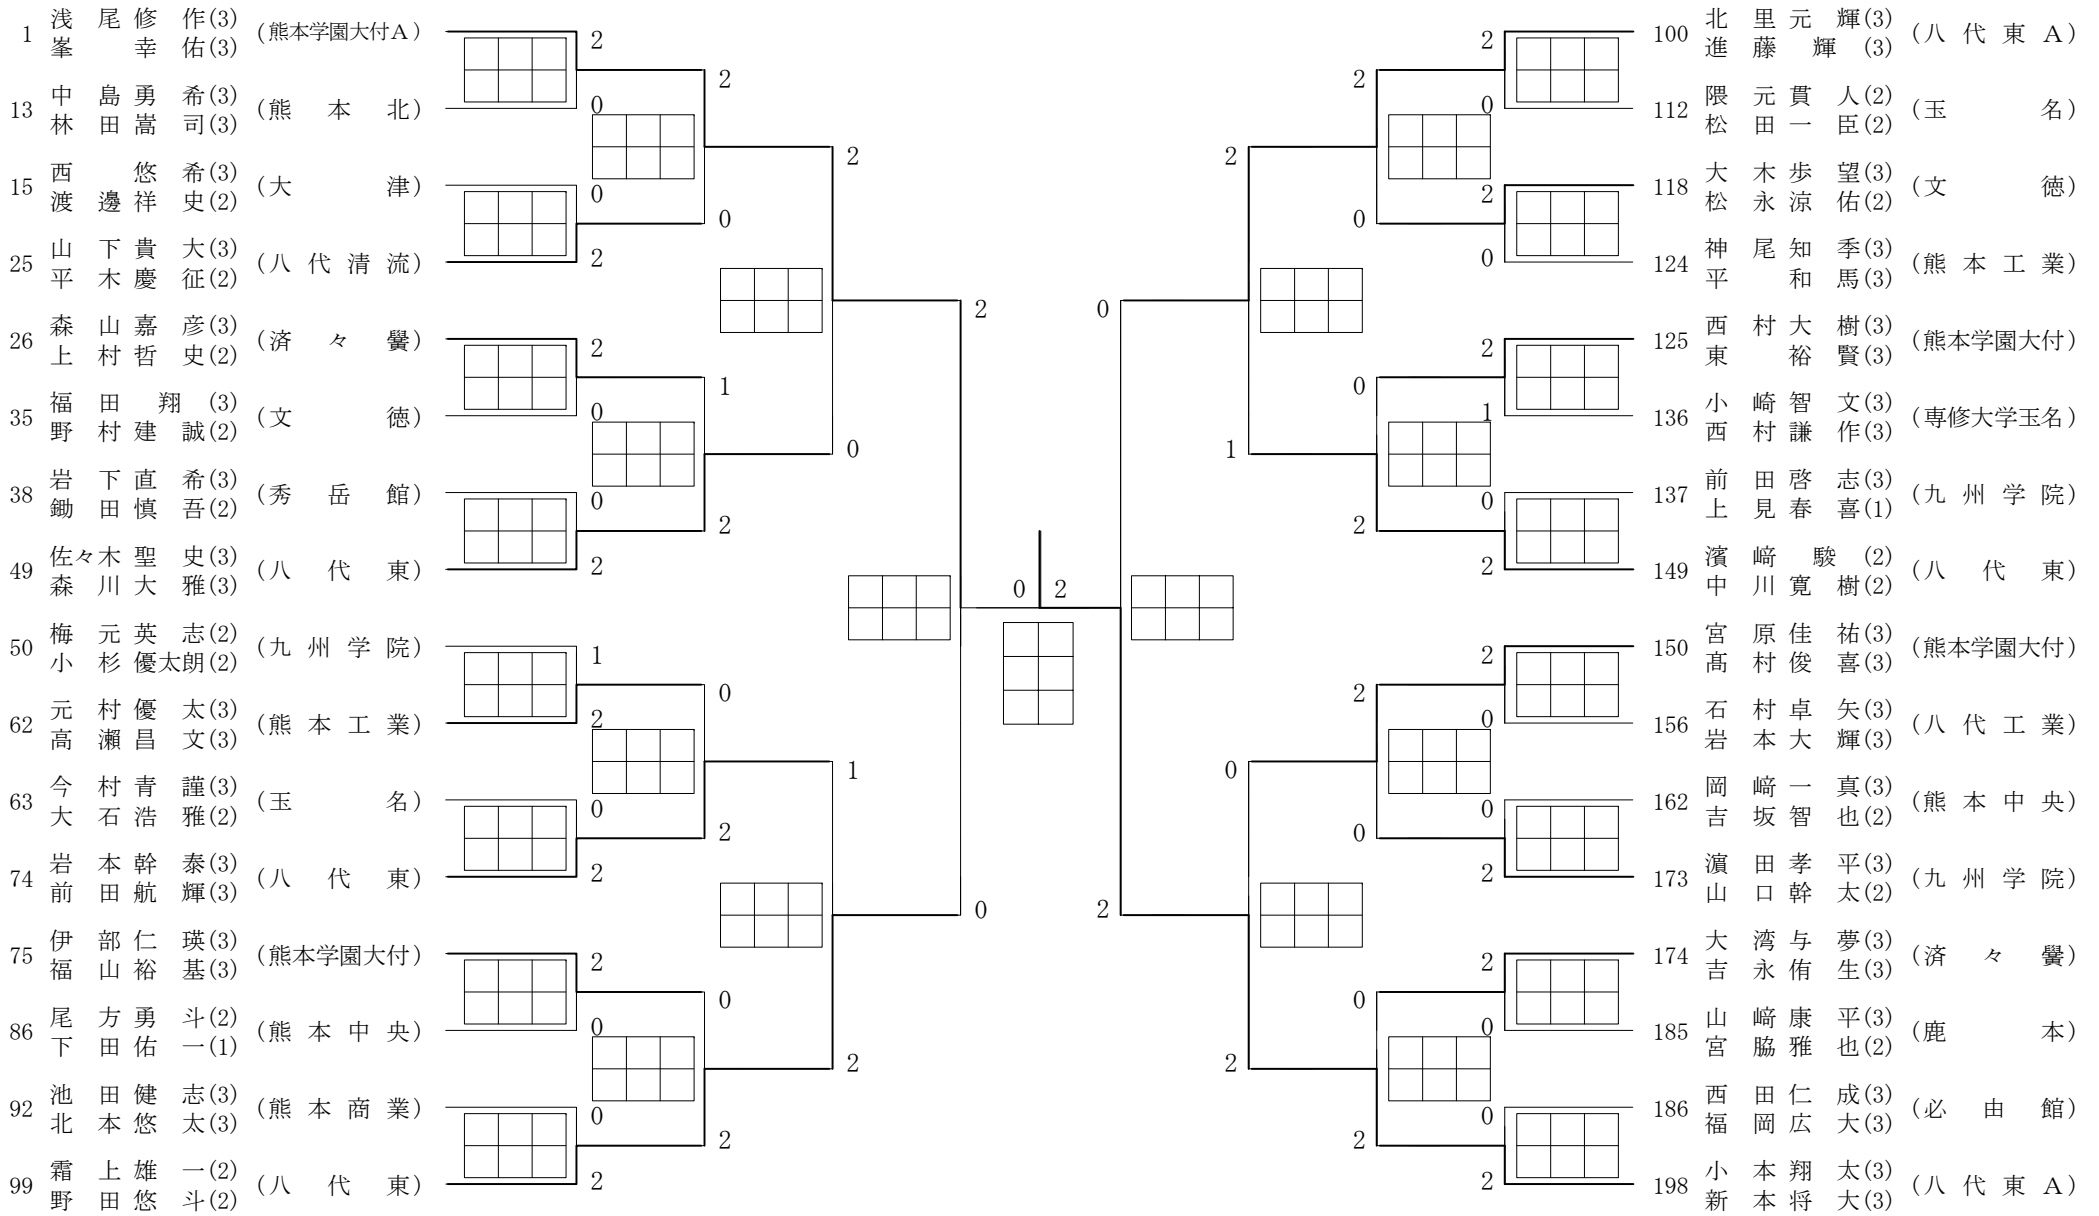 1 浅尾修作(3) (熊本学園大付A)
峯幸佑(3)
2
0
13 中島勇希(3) (熊本北)
林田嵩司(3)
2
15 西悠希(3) (大津)
渡邊祥史(2)
0
2
25 山下貴大(3) (八代清流)
平木慶征(2)
0
2
26 森山嘉彦(3) (済々黌)
上村哲史(2)
2
0
35 福田翔(3) (文徳)
野村建誠(2)
1
38 岩下直希(3) (秀岳館)
鋤田慎吾(2)
0
2
49 佐々木聖史(3) (八代東)
森川大雅(3)
2
0
2
50 梅元英志(2) (九州学院)
小杉優太朗(2)
1
2
62 元村優太(3) (熊本工業)
高瀬昌文(3)
0
63 今村青謹(3) (玉名)
大石浩雅(2)
0
2
74 岩本幹泰(3) (八代東)
前田航輝(3)
2
1
75 伊部仁瑛(3) (熊本学園大付)
福山裕基(3)
2
0
86 尾方勇斗(2) (熊本中央)
下田佑一(1)
0
92 池田健志(3) (熊本商業)
北本悠太(3)
0
2
99 霜上雄一(2) (八代東)
野田悠斗(2)
2
2
0
0 2
100 北里元輝(3) (八代東A)
進藤輝(3)
2
0
112 隈元貫人(2) (玉名)
松田一臣(2)
2
118 大木歩望(3) (文徳)
松永涼佑(2)
2
0
124 神尾知季(3) (熊本工業)
平和馬(3)
0
2
125 西村大樹(3) (熊本学園大付)
東裕賢(3)
2
1
136 小崎智文(3) (専修大学玉名)
西村謙作(3)
0
137 前田啓志(3) (九州学院)
上見春喜(1)
0
2
149 濱﨑駿(2) (八代東)
中川寛樹(2)
2
1
0
150 宮原佳祐(3) (熊本学園大付)
髙村俊喜(3)
2
0
156 石村卓矢(3) (八代工業)
岩本大輝(3)
2
162 岡﨑一真(3) (熊本中央)
吉坂智也(2)
0
2
173 濵田孝平(3) (九州学院)
山口幹太(2)
0
0
174 大湾与夢(3) (済々黌)
吉永侑生(3)
2
0
185 山﨑康平(3) (鹿本)
宮脇雅也(2)
0
186 西田仁成(3) (必由館)
福岡広大(3)
0
2
198 小本翔太(3) (八代東A)
新本将大(3)
2
2
2